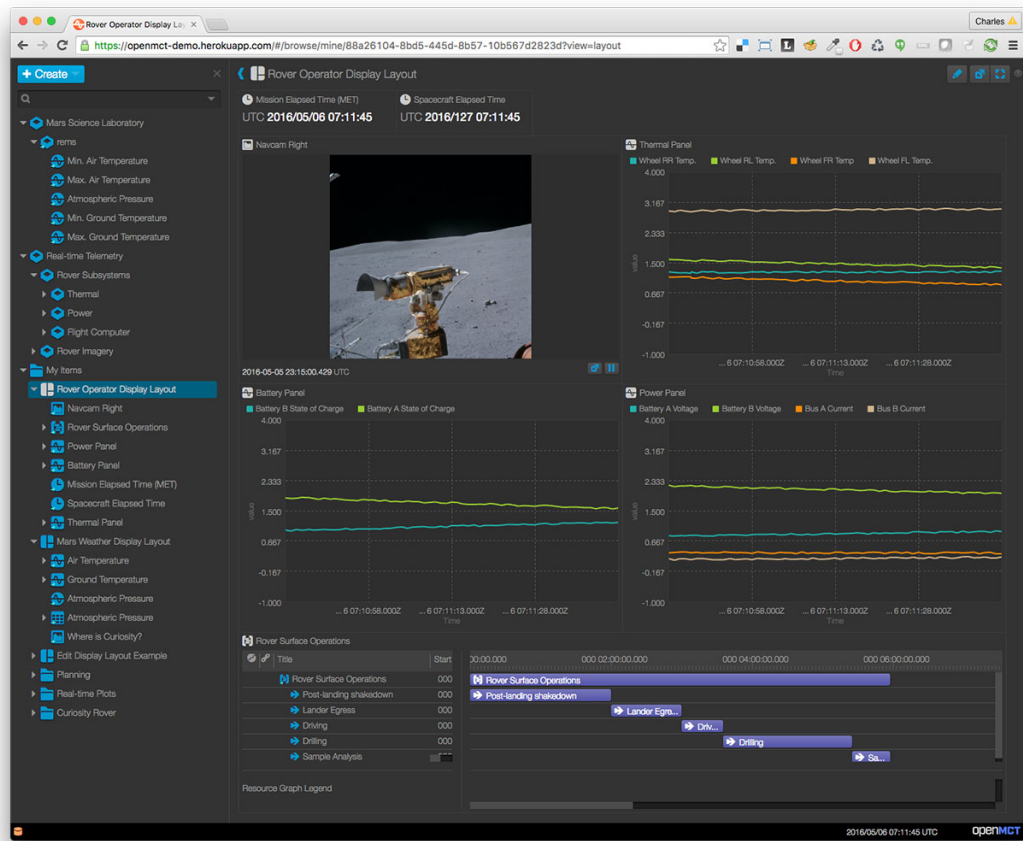 Rover Operator Display Lay
Charles
https://openmct-demo.herokuapp.com/#/browse/mine/88a26104-8bd5-445d-8b57-10b567d2823d?view=layout
+ Create
Mars Science Laboratory
rems
Min. Air Temperature
Max. Air Temperature
Atmospheric Pressure
Min. Ground Temperature
Max. Ground Temperature
Real-time Telemetry
Rover Subsystems
Thermal
Power
Flight Computer
Rover Imagery
My Items
Rover Operator Display Layout
Navcam Right
Rover Surface Operations
Power Panel
Battery Panel
Mission Elapsed Time (MET)
Spacecraft Elapsed Time
Thermal Panel
Mars Weather Display Layout
Air Temperature
Ground Temperature
Atmospheric Pressure
Atmospheric Pressure
Where is Curiosity?
Edit Display Layout Example
Planning
Real-time Plots
Curiosity Rover
Rover Operator Display Layout
Mission Elapsed Time (MET)
UTC 2016/05/06 07:11:45
Spacecraft Elapsed Time
UTC 2016/127 07:11:45
Navcam Right
2016-05-05 23:15:00.429 UTC
Thermal Panel
Wheel RR Temp. Wheel RL Temp. Wheel FR Temp Wheel FL Temp.
4.000
3.167
2.333
1.500
0.667
-0.167
-1.000
value
... 6 07:10:58.000Z ... 6 07:11:13.000Z ... 6 07:11:28.000Z
Time
Battery Panel
Battery B State of Charge Battery A State of Charge
4.000
3.167
2.333
1.500
0.667
-0.167
-1.000
value
... 6 07:10:58.000Z ... 6 07:11:13.000Z ... 6 07:11:28.000Z
Time
Power Panel
Battery A Voltage Battery B Voltage Bus A Current Bus B Current
4.000
3.167
2.333
1.500
0.667
-0.167
-1.000
value
... 6 07:10:58.000Z ... 6 07:11:13.000Z ... 6 07:11:28.000Z
Time
Rover Surface Operations
Title Start
Rover Surface Operations 000
Post-landing shakedown 000
Lander Egress 000
Driving 000
Drilling 000
Sample Analysis
Resource Graph Legend
00:00.000 000 02:00:00.000 000 04:00:00.000 000 06:00:00.000
Rover Surface Operations
Post-landing shakedown
Lander Egre...
Driv...
Drilling
Sa...
2016/05/06 07:11:45 UTC
openMCT